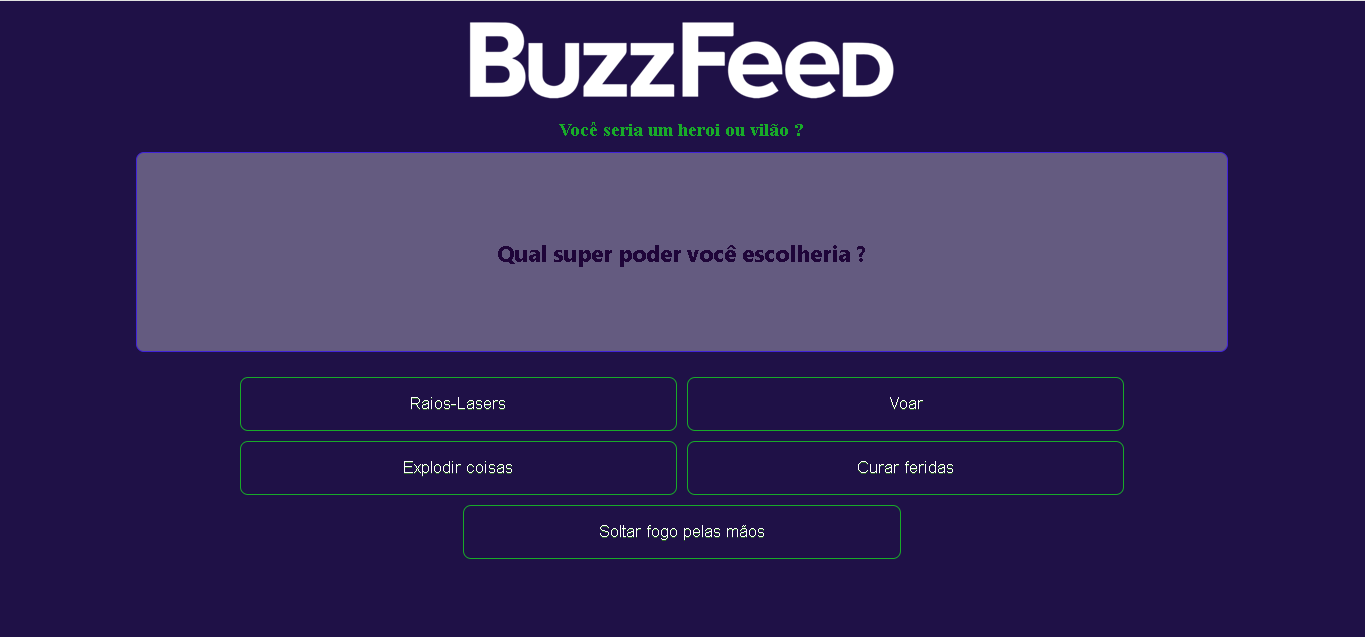 BuzzFeed
Você seria um heroi ou vilão ?
Qual super poder você escolheria ?
Raios-Lasers
Voar
Explodir coisas
Curar feridas
Soltar fogo pelas mãos